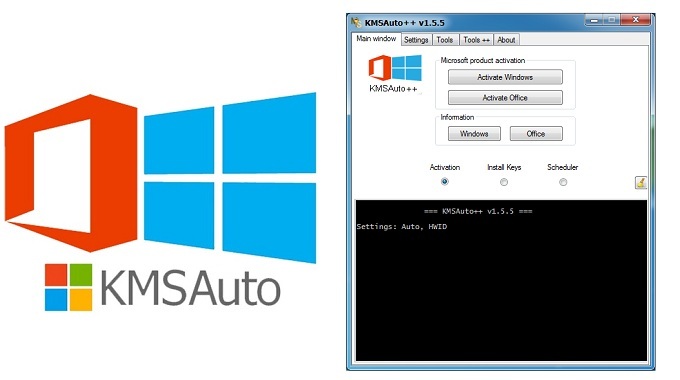 KMSAuto
KMSAuto++ v1.5.5
Main window Settings Tools Tools ++ About
KMSAuto++
Microsoft product activation
Activate Windows
Activate Office
Information
Windows Office
Activation Install Keys Scheduler
=== KMSAuto++ v1.5.5 ===
Settings: Auto, HWID